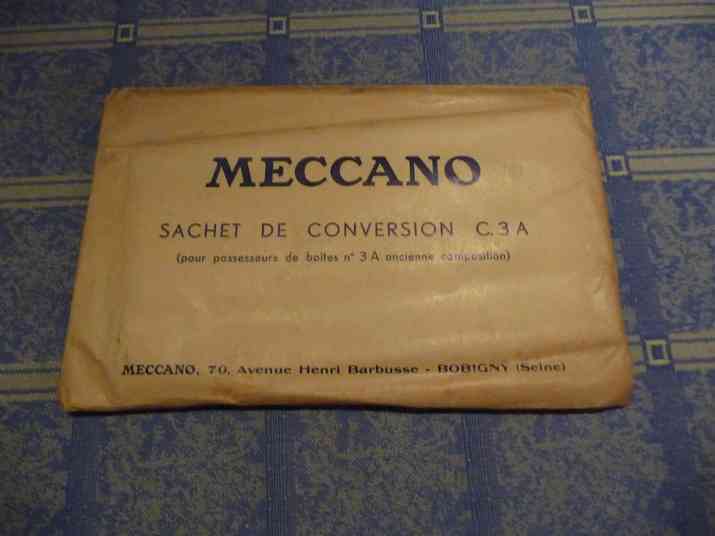 MECCANO
SACHET DE CONVERSION C. 3 A
(pour possesseurs de boîtes n° 3 A ancienne composition)
MECCANO, 70, Avenue Henri Barbusse - BOBIGNY (Seine)